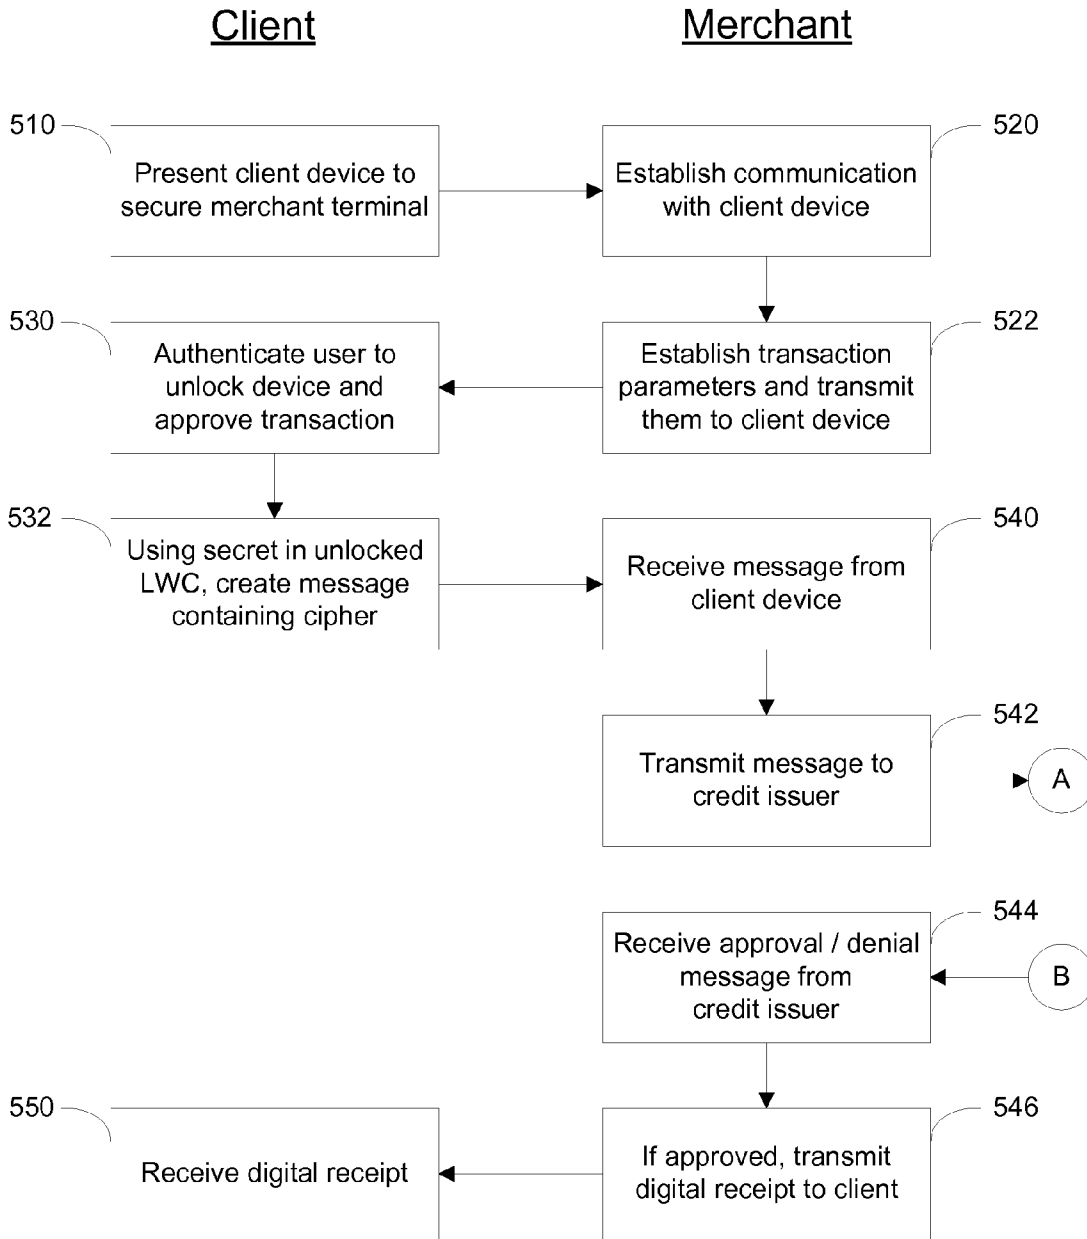 Client
Merchant
510
Present client device to
secure merchant terminal
520
Establish communication
with client device
530
Authenticate user to
unlock device and
approve transaction
522
Establish transaction
parameters and transmit
them to client device
532
Using secret in unlocked
LWC, create message
containing cipher
540
Receive message from
client device
542
Transmit message to
credit issuer
A
544
Receive approval / denial
message from
credit issuer
B
550
Receive digital receipt
546
If approved, transmit
digital receipt to client